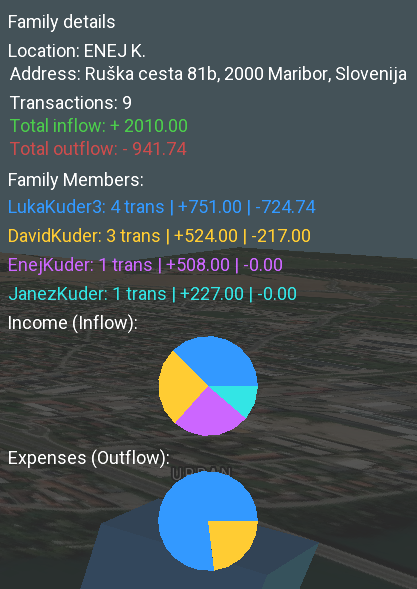 Family details
Location: ENEJ K.
Address: Ruška cesta 81b, 2000 Maribor, Slovenija
Transactions: 9
Total inflow: + 2010.00
Total outflow: - 941.74
Family Members:
LukaKuder3: 4 trans | +751.00 | -724.74
DavidKuder: 3 trans | +524.00 | -217.00
EnejKuder: 1 trans | +508.00 | -0.00
JanezKuder: 1 trans | +227.00 | -0.00
Income (Inflow):
Expenses (Outflow):
URBAN